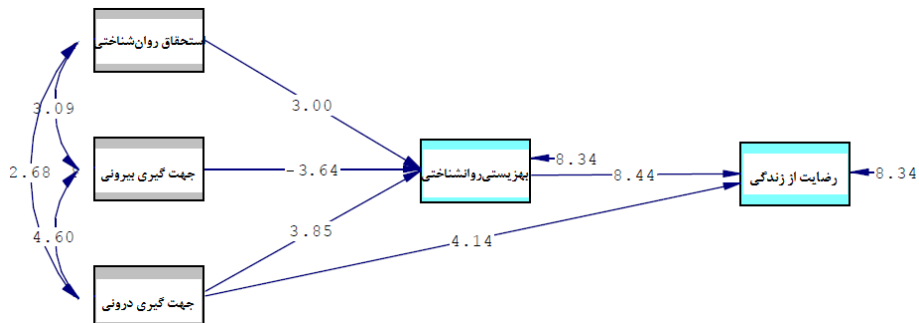 استحقاق روان‌شناختی
3.09
3.00
جهت گیری بیرونی
-3.64
بهزیستی‌روانشناختی
8.34
8.44
رضایت از زندگی
8.34
2.68
4.60
3.85
4.14
جهت گیری درونی